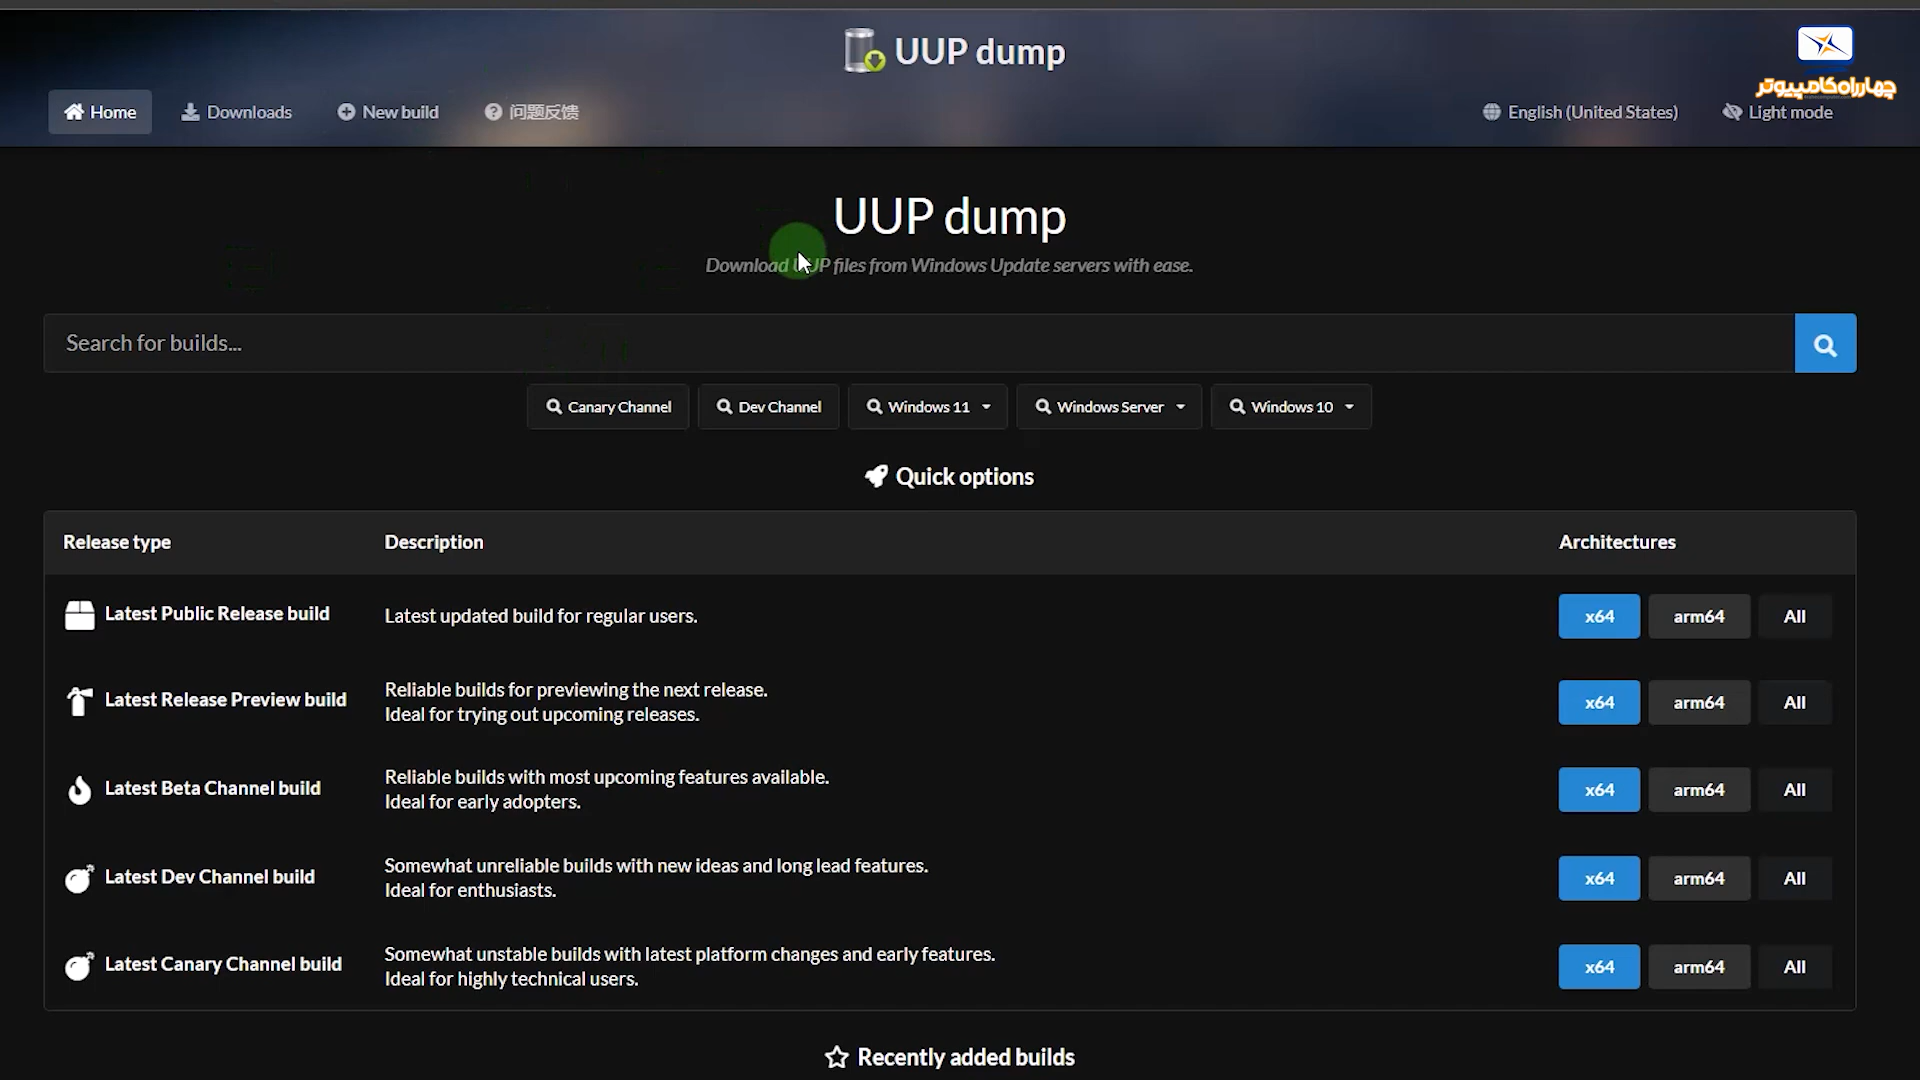 UUP dump
چهارراه کامپیوتر
Home
Downloads
New build
问题反馈
English (United States)
Light mode
UUP dump
Download UUP files from Windows Update servers with ease.
Search for builds...
Canary Channel
Dev Channel
Windows 11
Windows Server
Windows 10
Quick options
Release type
Description
Architectures
Latest Public Release build
Latest updated build for regular users.
x64
arm64
All
Latest Release Preview build
Reliable builds for previewing the next release.
Ideal for trying out upcoming releases.
x64
arm64
All
Latest Beta Channel build
Reliable builds with most upcoming features available.
Ideal for early adopters.
x64
arm64
All
Latest Dev Channel build
Somewhat unreliable builds with new ideas and long lead features.
Ideal for enthusiasts.
x64
arm64
All
Latest Canary Channel build
Somewhat unstable builds with latest platform changes and early features.
Ideal for highly technical users.
x64
arm64
All
Recently added builds